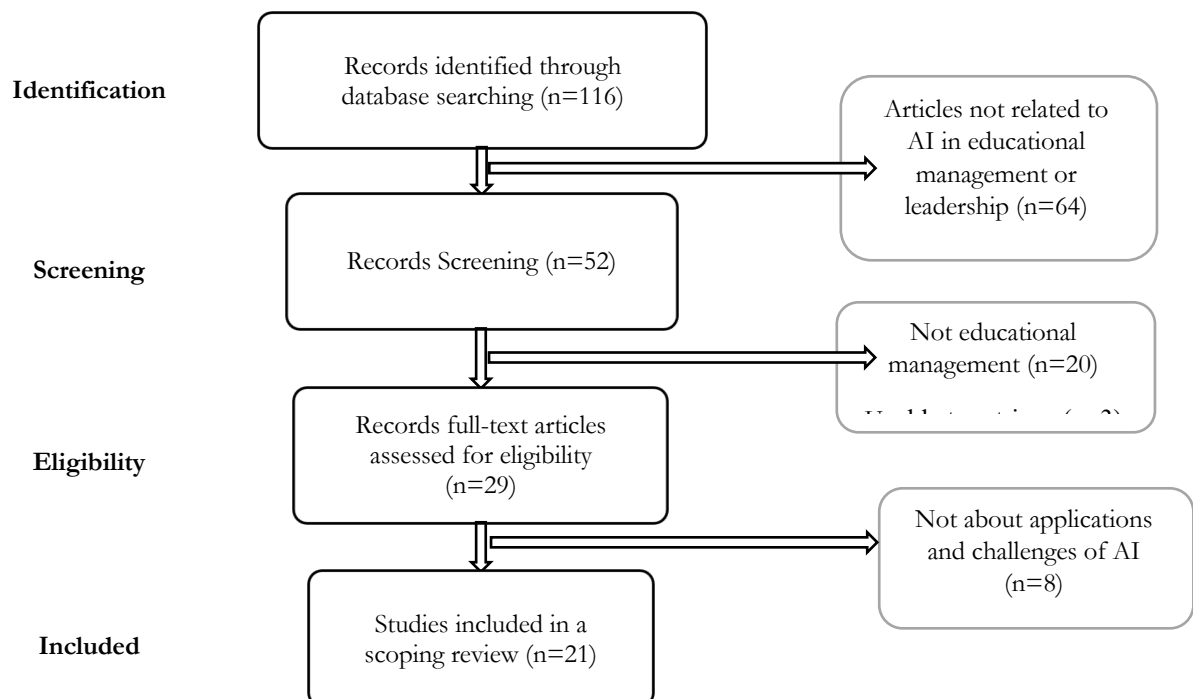 Identification
Records identified through
database searching (n=116)
Articles not related to
AI in educational
management or
leadership (n=64)
Screening
Records Screening (n=52)
Not educational
management (n=20)
Eligibility
Records full-text articles
assessed for eligibility
(n=29)
Not about applications
and challenges of AI
(n=8)
Included
Studies included in a
scoping review (n=21)